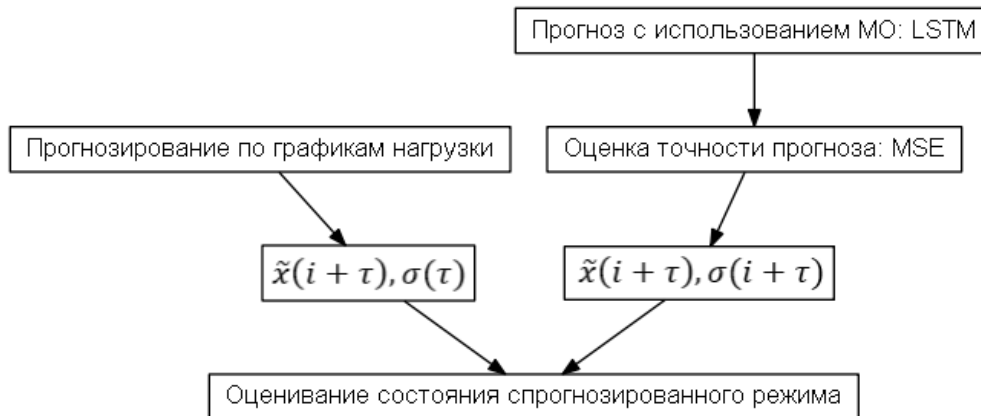 Прогноз с использованием МО: LSTM
Прогнозирование по графикам нагрузки
Оценка точности прогноза: MSE
x̃(i + τ), σ(τ)
x̃(i + τ), σ(i + τ)
Оценивание состояния спрогнозированного режима